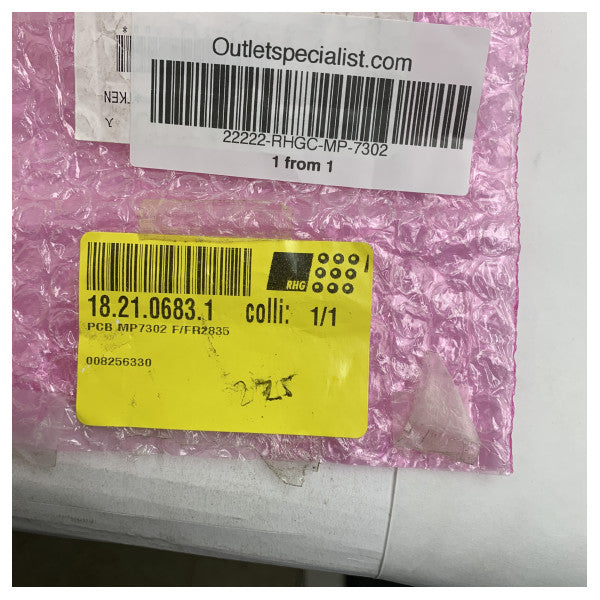 Outletspecialist.com
22222-RHGC-MP-7302
1 from 1
RHG
18.21.0683.1 colli: 1/1
PCB MP7302 F/FR2835
008256330